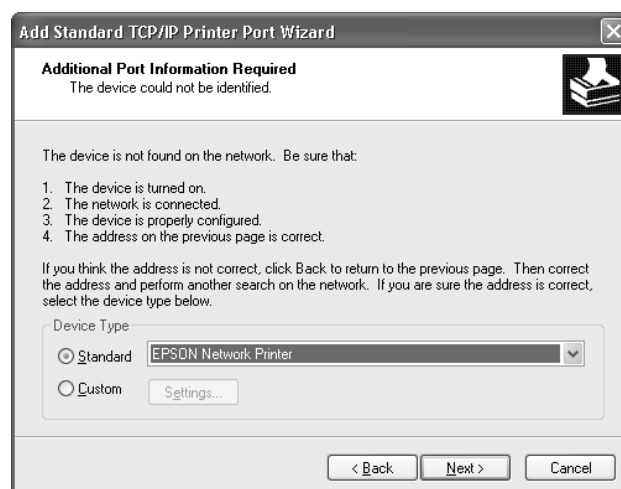 Add Standard TCP/IP Printer Port Wizard
Additional Port Information Required
The device could not be identified.
The device is not found on the network. Be sure that:
1. The device is turned on.
2. The network is connected.
3. The device is properly configured.
4. The address on the previous page is correct.
If you think the address is not correct, click Back to return to the previous page. Then correct
the address and perform another search on the network. If you are sure the address is correct,
select the device type below.
Device Type
Standard EPSON Network Printer
Custom Settings...
< Back Next > Cancel